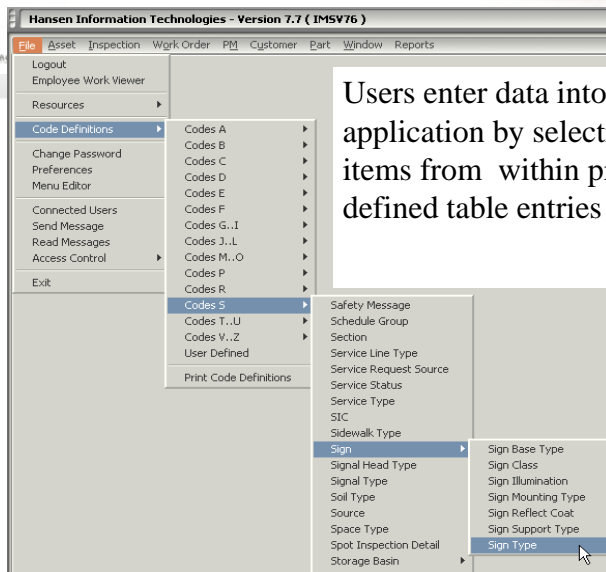 Hansen Information Technologies - Version 7.7 ( IMSV76 )
File Asset Inspection Work Order PM Customer Part Window Reports
Logout
Employee Work Viewer
Resources
Code Definitions
Change Password
Preferences
Menu Editor
Connected Users
Send Message
Read Messages
Access Control
Exit
Codes A
Codes B
Codes C
Codes D
Codes E
Codes F
Codes G..I
Codes J..L
Codes M..O
Codes P
Codes R
Codes S
Codes T..U
Codes V..Z
User Defined
Print Code Definitions
Safety Message
Schedule Group
Section
Service Line Type
Service Request Source
Service Status
Service Type
SIC
Sidewalk Type
Sign
Signal Head Type
Signal Type
Soil Type
Source
Space Type
Spot Inspection Detail
Storage Basin
Sign Base Type
Sign Class
Sign Illumination
Sign Mounting Type
Sign Reflect Coat
Sign Support Type
Sign Type
Users enter data into
application by select
items from within p
defined table entries